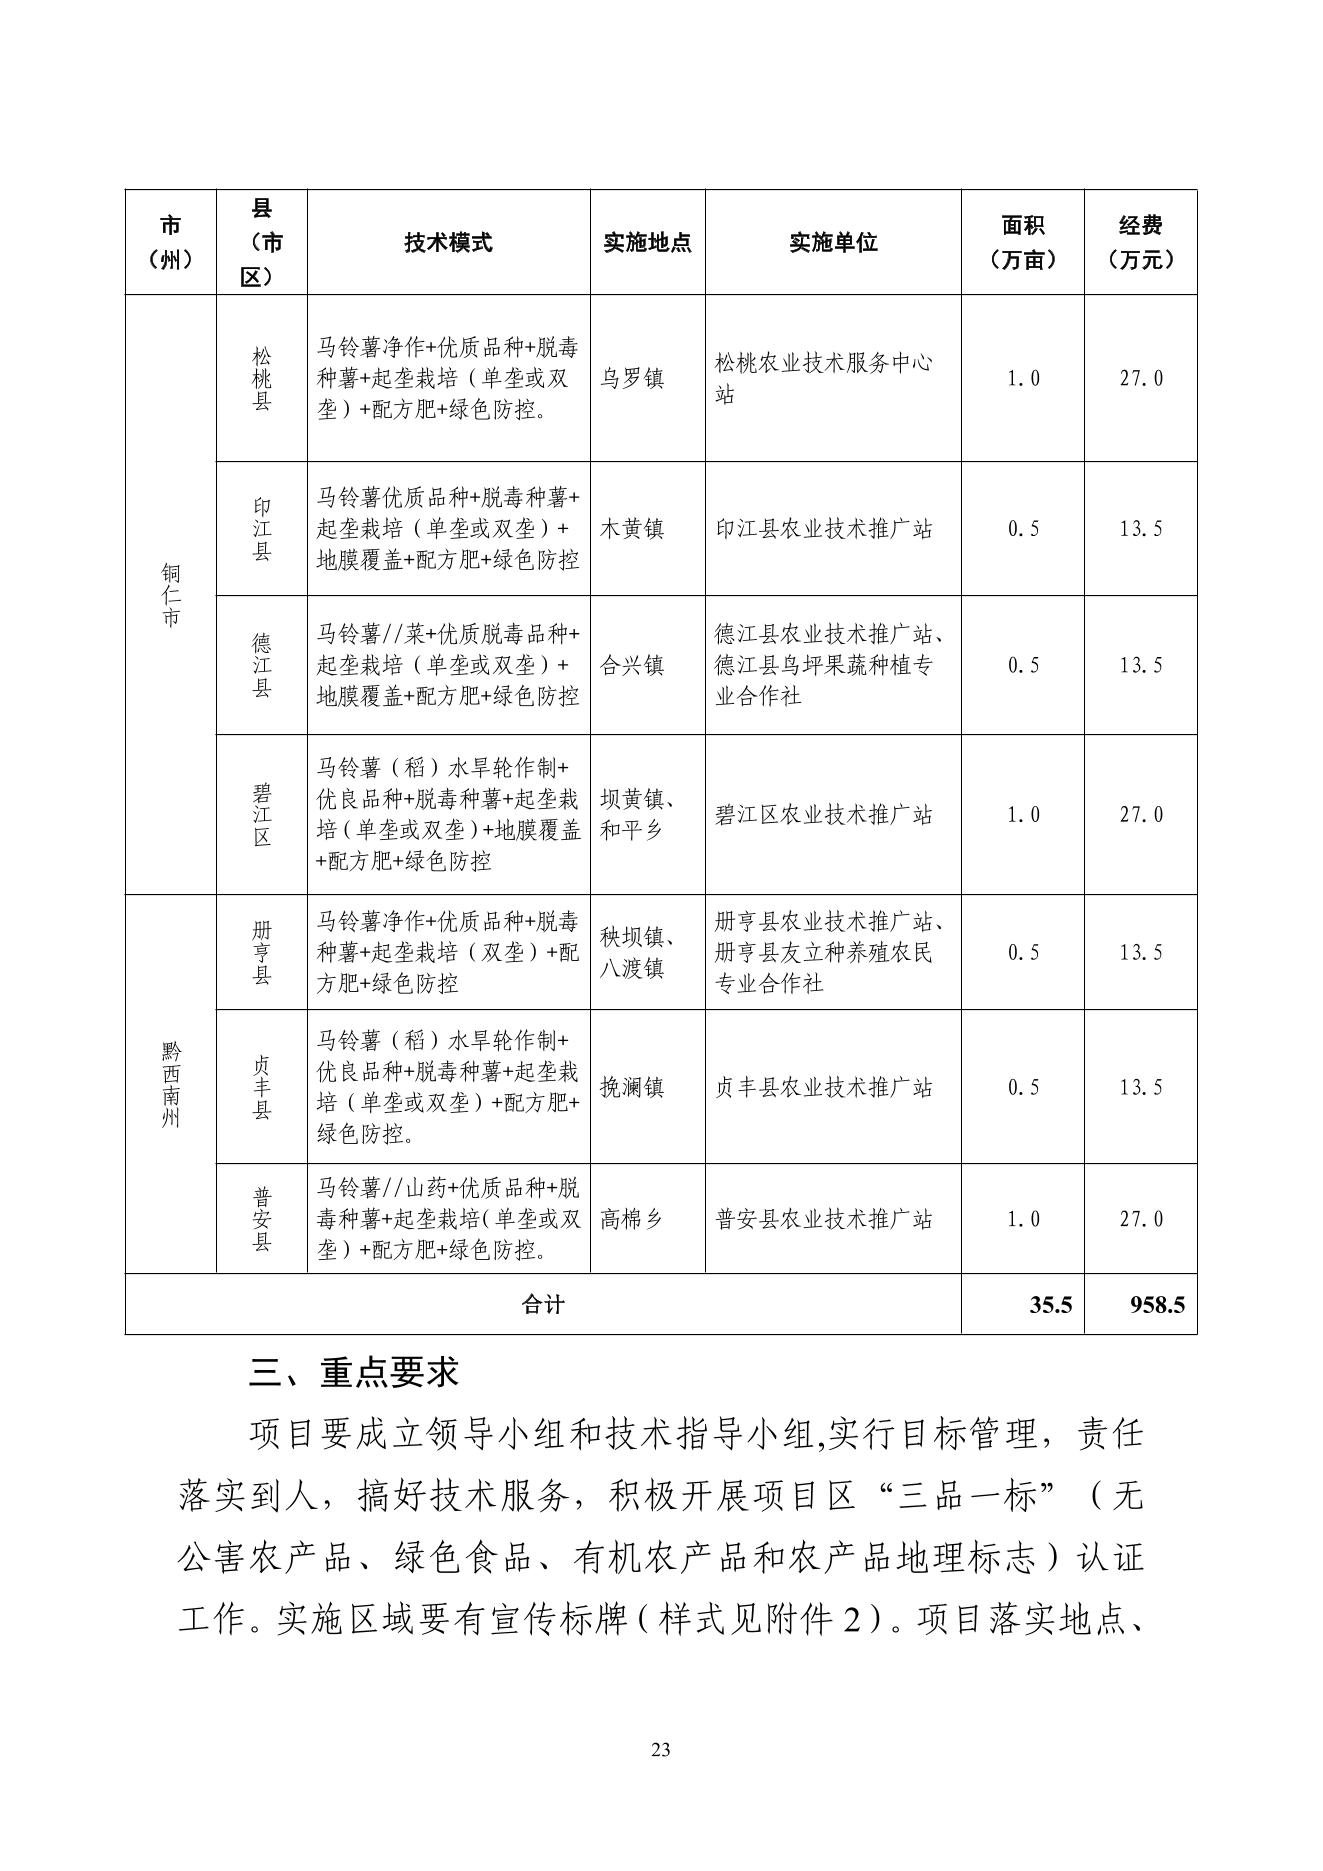 市
（州）
县
（市
区）
技术模式
实施地点
实施单位
面积
（万亩）
经费
（万元）
铜仁市
松桃县
马铃薯净作+优质品种+脱毒
种薯+起垄栽培（单垄或双
垄）+配方肥+绿色防控。
乌罗镇
松桃农业技术服务中心
站
1.0
27.0
印江县
马铃薯优质品种+脱毒种薯+
起垄栽培（单垄或双垄）+
地膜覆盖+配方肥+绿色防控
木黄镇
印江县农业技术推广站
0.5
13.5
德江县
马铃薯//菜+优质脱毒品种+
起垄栽培（单垄或双垄）+
地膜覆盖+配方肥+绿色防控
合兴镇
德江县农业技术推广站、
德江县鸟坪果蔬种植专
业合作社
0.5
13.5
碧江区
马铃薯（稻）水旱轮作制+
优良品种+脱毒种薯+起垄栽
培（单垄或双垄）+地膜覆盖
+配方肥+绿色防控
坝黄镇、
和平乡
碧江区农业技术推广站
1.0
27.0
黔西南州
册亨县
马铃薯净作+优质品种+脱毒
种薯+起垄栽培（双垄）+配
方肥+绿色防控
秧坝镇、
八渡镇
册亨县农业技术推广站、
册亨县友立种养殖农民
专业合作社
0.5
13.5
贞丰县
马铃薯（稻）水旱轮作制+
优良品种+脱毒种薯+起垄栽
培（单垄或双垄）+配方肥+
绿色防控。
挽澜镇
贞丰县农业技术推广站
0.5
13.5
普安县
马铃薯//山药+优质品种+脱
毒种薯+起垄栽培（单垄或双
垄）+配方肥+绿色防控。
高棉乡
普安县农业技术推广站
1.0
27.0
合计
35.5
958.5
三、重点要求
项目要成立领导小组和技术指导小组,实行目标管理，责任
落实到人，搞好技术服务，积极开展项目区“三品一标”（无
公害农产品、绿色食品、有机农产品和农产品地理标志）认证
工作。实施区域要有宣传标牌（样式见附件 2）。项目落实地点、
23